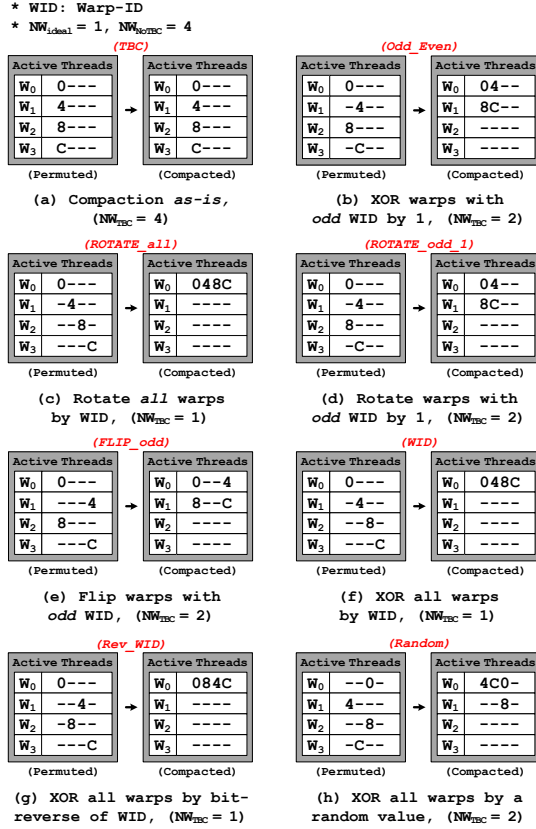 * WID: Warp-ID
* NWideal = 1, NWNoTBC = 4
(TBC)
Active Threads Active Threads
W0 0--- W0 0---
W1 4--- → W1 4---
W2 8--- W2 8---
W3 C--- W3 C---
(Permuted) (Compacted)
(a) Compaction as-is,
(NWTBC = 4)
(Odd_Even)
Active Threads Active Threads
W0 0--- W0 04--
W1 -4-- → W1 8C--
W2 8--- W2 ----
W3 -C-- W3 ----
(Permuted) (Compacted)
(b) XOR warps with
odd WID by 1, (NWTBC = 2)
(ROTATE_all)
Active Threads Active Threads
W0 0--- W0 048C
W1 -4-- → W1 ----
W2 --8- W2 ----
W3 ---C W3 ----
(Permuted) (Compacted)
(c) Rotate all warps
by WID, (NWTBC = 1)
(ROTATE_odd_1)
Active Threads Active Threads
W0 0--- W0 04--
W1 -4-- → W1 8C--
W2 8--- W2 ----
W3 -C-- W3 ----
(Permuted) (Compacted)
(d) Rotate warps with
odd WID by 1, (NWTBC = 2)
(FLIP_odd)
Active Threads Active Threads
W0 0--- W0 0--4
W1 ---4 → W1 8--C
W2 8--- W2 ----
W3 ---C W3 ----
(Permuted) (Compacted)
(e) Flip warps with
odd WID, (NWTBC = 2)
(WID)
Active Threads Active Threads
W0 0--- W0 048C
W1 -4-- → W1 ----
W2 --8- W2 ----
W3 ---C W3 ----
(Permuted) (Compacted)
(f) XOR all warps
by WID, (NWTBC = 1)
(Rev_WID)
Active Threads Active Threads
W0 0--- W0 084C
W1 --4- → W1 ----
W2 -8-- W2 ----
W3 ---C W3 ----
(Permuted) (Compacted)
(g) XOR all warps by bit-
reverse of WID, (NWTBC = 1)
(Random)
Active Threads Active Threads
W0 --0- W0 4C0-
W1 4--- → W1 --8-
W2 --8- W2 ----
W3 -C-- W3 ----
(Permuted) (Compacted)
(h) XOR all warps by a
random value, (NWTBC = 2)